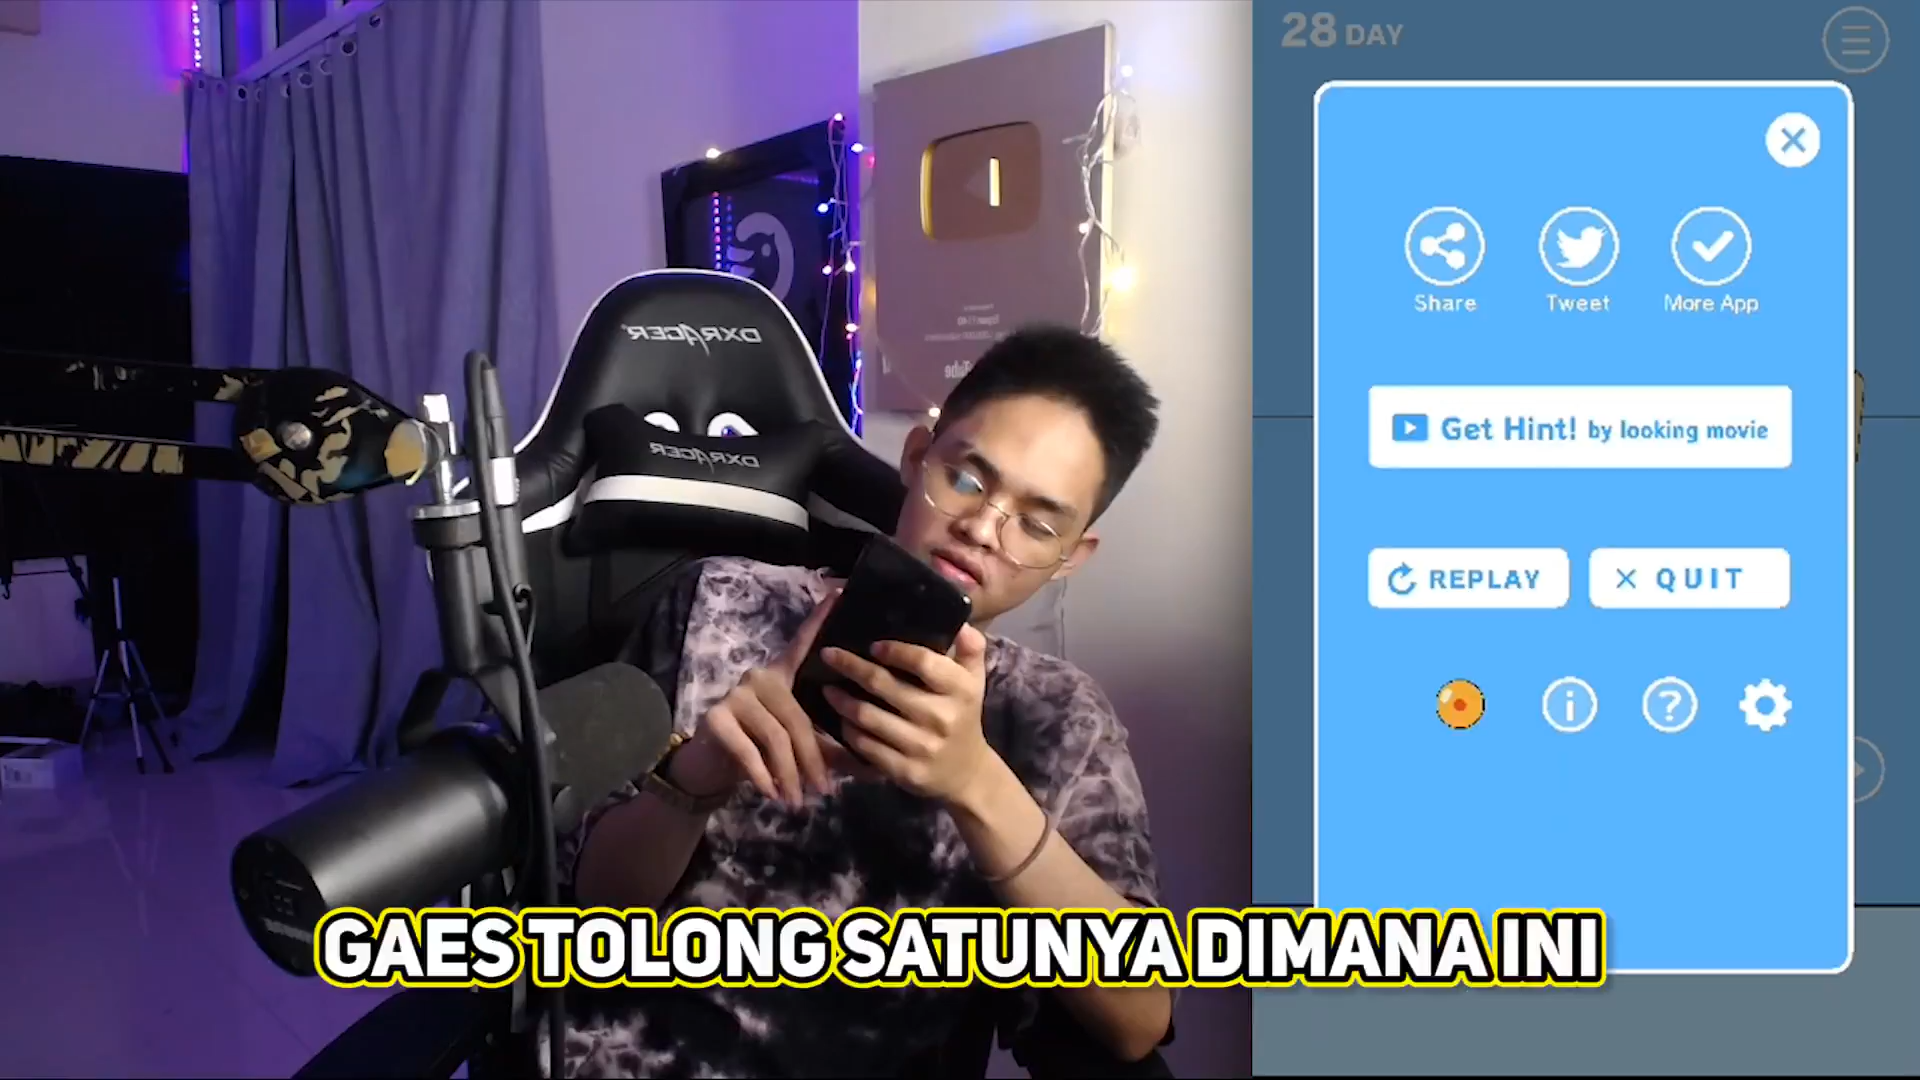 28 DAY
Share
Tweet
More App
Get Hint! by looking movie
REPLAY
QUIT
DXRACER
DXRACER
GAES TOLONG SATUNYA DIMANA INI